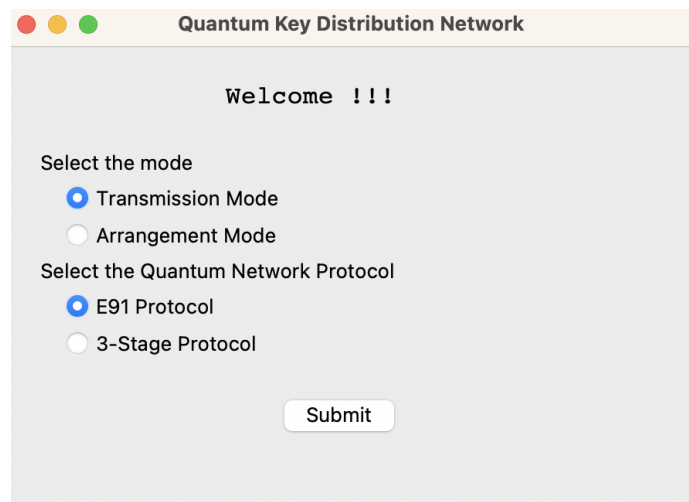 Quantum Key Distribution Network
Welcome !!!
Select the mode
Transmission Mode
Arrangement Mode
Select the Quantum Network Protocol
E91 Protocol
3-Stage Protocol
Submit